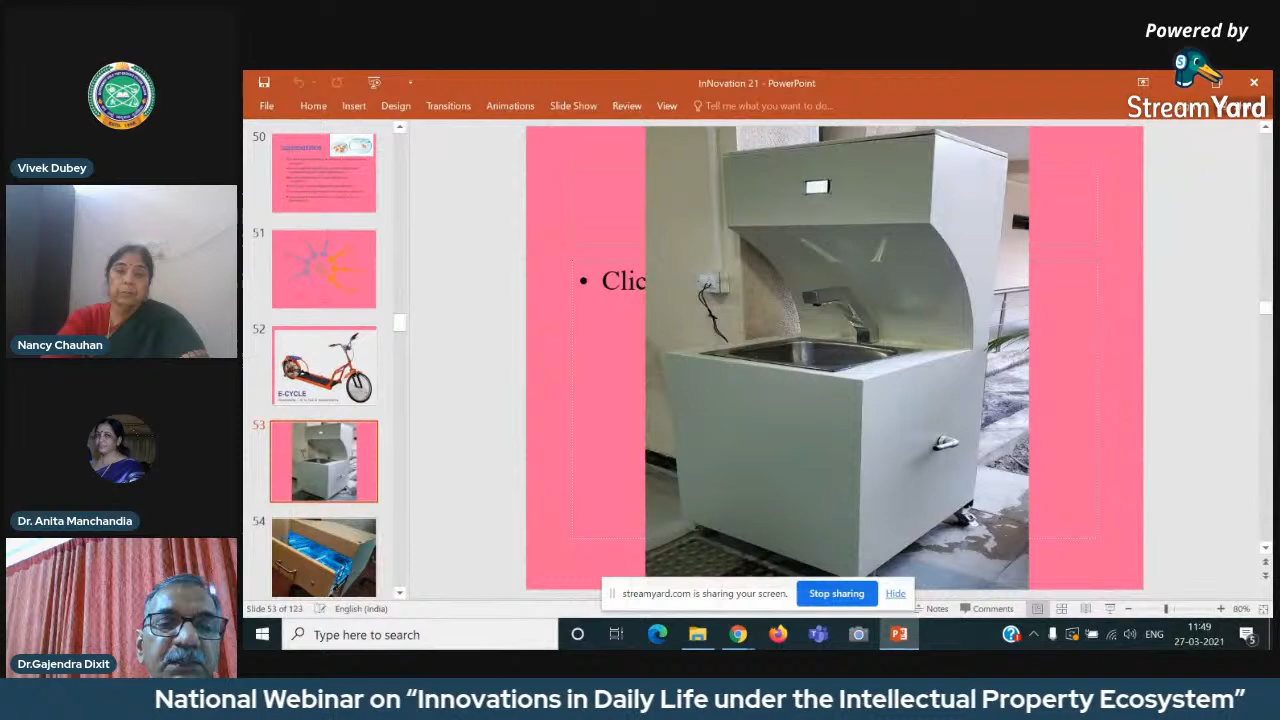 Powered by
StreamYard
Vivek Dubey
Nancy Chauhan
Dr. Anita Manchandia
Dr.Gajendra Dixit
InNovation 21 - PowerPoint
File Home Insert Design Transitions Animations Slide Show Review View Tell me what you want to do...
50
51
52
E-CYCLE
53
54
• Clic
streamyard.com is sharing your screen. Stop sharing Hide
Slide 53 of 123 English (India) Notes Comments 80%
Type here to search
ENG
11:49
27-03-2021
5
National Webinar on “Innovations in Daily Life under the Intellectual Property Ecosystem”